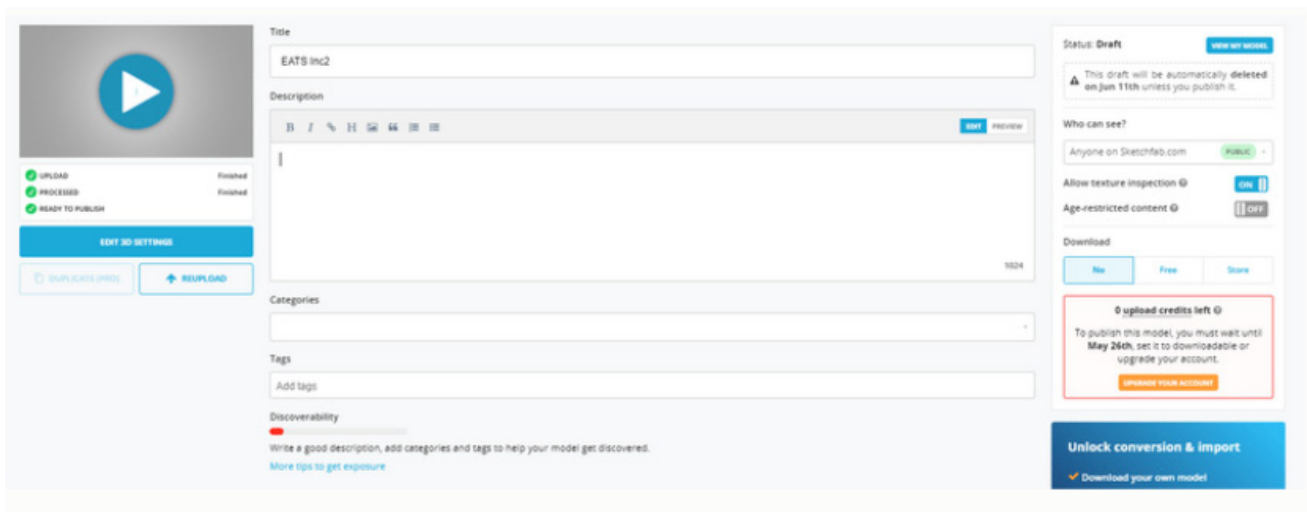 UPLOAD Finished
PROCESSED Finished
READY TO PUBLISH
EDIT 3D SETTINGS
DUPLICATE (PRO) REUPLOAD
Title
EATS Inc2
Description
B I H
EDIT PREVIEW
1024
Categories
Tags
Add tags
Discoverability
Write a good description, add categories and tags to help your model get discovered.
More tips to get exposure
Status: Draft VIEW MY MODEL
This draft will be automatically deleted
on Jun 11th unless you publish it.
Who can see?
Anyone on Sketchfab.com PUBLIC
Allow texture inspection ON
Age-restricted content OFF
Download
No Free Store
0 upload credits left
To publish this model, you must wait until
May 26th, set it to downloadable or
upgrade your account.
UPGRADE YOUR ACCOUNT
Unlock conversion & import
Download your own model